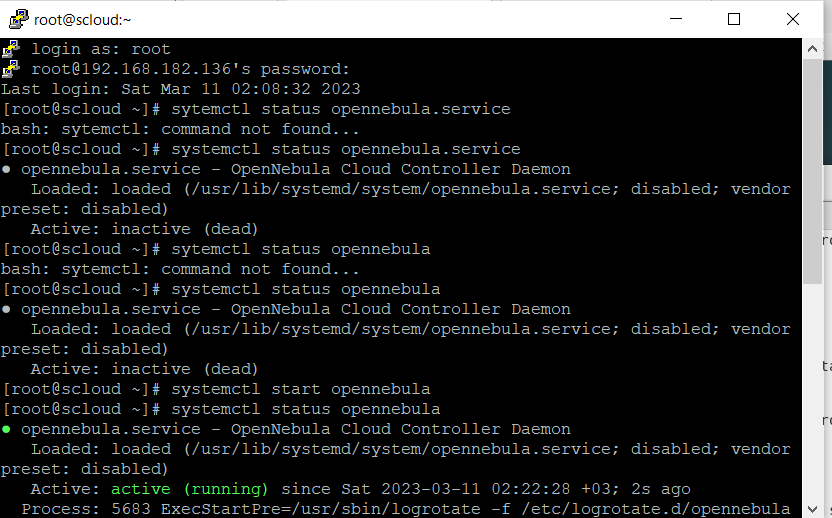 root@scloud:~
login as: root
root@192.168.182.136's password:
Last login: Sat Mar 11 02:08:32 2023
[root@scloud ~]# sytemctl status opennebula.service
bash: sytemctl: command not found...
[root@scloud ~]# systemctl status opennebula.service
● opennebula.service - OpenNebula Cloud Controller Daemon
   Loaded: loaded (/usr/lib/systemd/system/opennebula.service; disabled; vendor
preset: disabled)
   Active: inactive (dead)
[root@scloud ~]# sytemctl status opennebula
bash: sytemctl: command not found...
[root@scloud ~]# systemctl status opennebula
● opennebula.service - OpenNebula Cloud Controller Daemon
   Loaded: loaded (/usr/lib/systemd/system/opennebula.service; disabled; vendor
preset: disabled)
   Active: inactive (dead)
[root@scloud ~]# systemctl start opennebula
[root@scloud ~]# systemctl status opennebula
● opennebula.service - OpenNebula Cloud Controller Daemon
   Loaded: loaded (/usr/lib/systemd/system/opennebula.service; disabled; vendor
preset: disabled)
   Active: active (running) since Sat 2023-03-11 02:22:28 +03; 2s ago
  Process: 5683 ExecStartPre=/usr/sbin/logrotate -f /etc/logrotate.d/opennebula